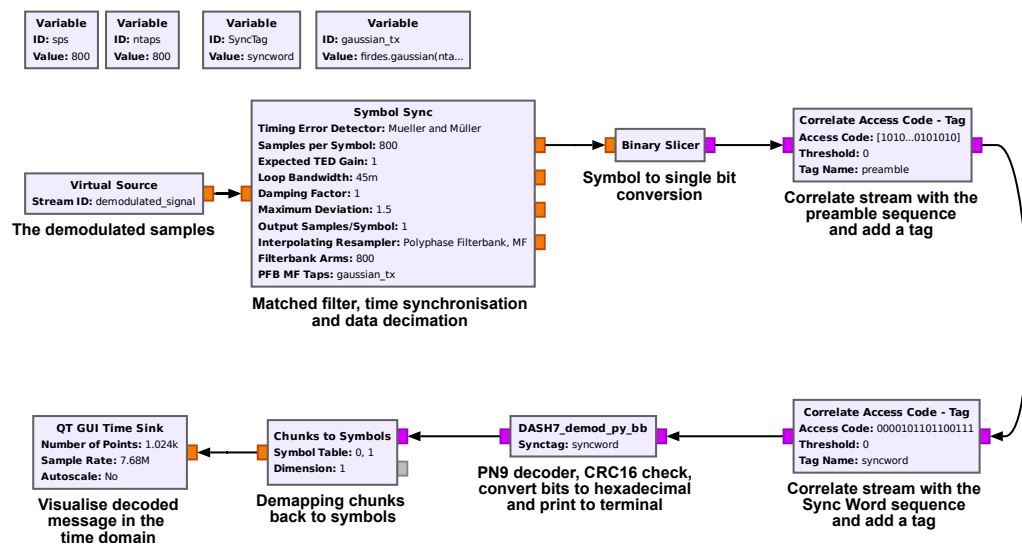 Variable
ID: sps
Value: 800
Variable
ID: ntaps
Value: 800
Variable
ID: SyncTag
Value: syncword
Variable
ID: gaussian_tx
Value: firdes.gaussian(nta...
Virtual Source
Stream ID: demodulated_signal
The demodulated samples
Symbol Sync
Timing Error Detector: Mueller and Müller
Samples per Symbol: 800
Expected TED Gain: 1
Loop Bandwidth: 45m
Damping Factor: 1
Maximum Deviation: 1.5
Output Samples/Symbol: 1
Interpolating Resampler: Polyphase Filterbank, MF
Filterbank Arms: 800
PFB MF Taps: gaussian_tx
Matched filter, time synchronisation
and data decimation
Binary Slicer
Symbol to single bit
conversion
Correlate Access Code - Tag
Access Code: [1010...0101010]
Threshold: 0
Tag Name: preamble
Correlate stream with the
preamble sequence
and add a tag
QT GUI Time Sink
Number of Points: 1.024k
Sample Rate: 7.68M
Autoscale: No
Visualise decoded
message in the
time domain
Chunks to Symbols
Symbol Table: 0, 1
Dimension: 1
Demapping chunks
back to symbols
DASH7_demod_py_bb
Synctag: syncword
PN9 decoder, CRC16 check,
convert bits to hexadecimal
and print to terminal
Correlate Access Code - Tag
Access Code: 0000101101100111
Threshold: 0
Tag Name: syncword
Correlate stream with the
Sync Word sequence
and add a tag